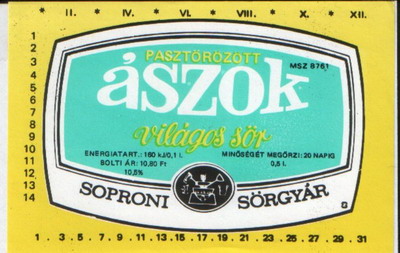 * II. * IV. * VI. * VIII. * X. * XII.
1
2
3
4
5
6
7
8
9
10
11
12
13
14
PASZTŐRÖZÖTT
MSZ 8761
ászok
világos sör
ENERGIATART.: 160 kJ/0,1 l.
BOLTI ÁR: 10,80 Ft
10,5%
MINŐSÉGÉT MEGŐRZI: 20 NAPIG
0,5 l.
SOPRONI SÖRGYÁR
1 . 3 . 5 . 7 . 9 . 11 . 13 . 15 . 17 . 19 . 21 . 23 . 25 . 27 . 29 . 31